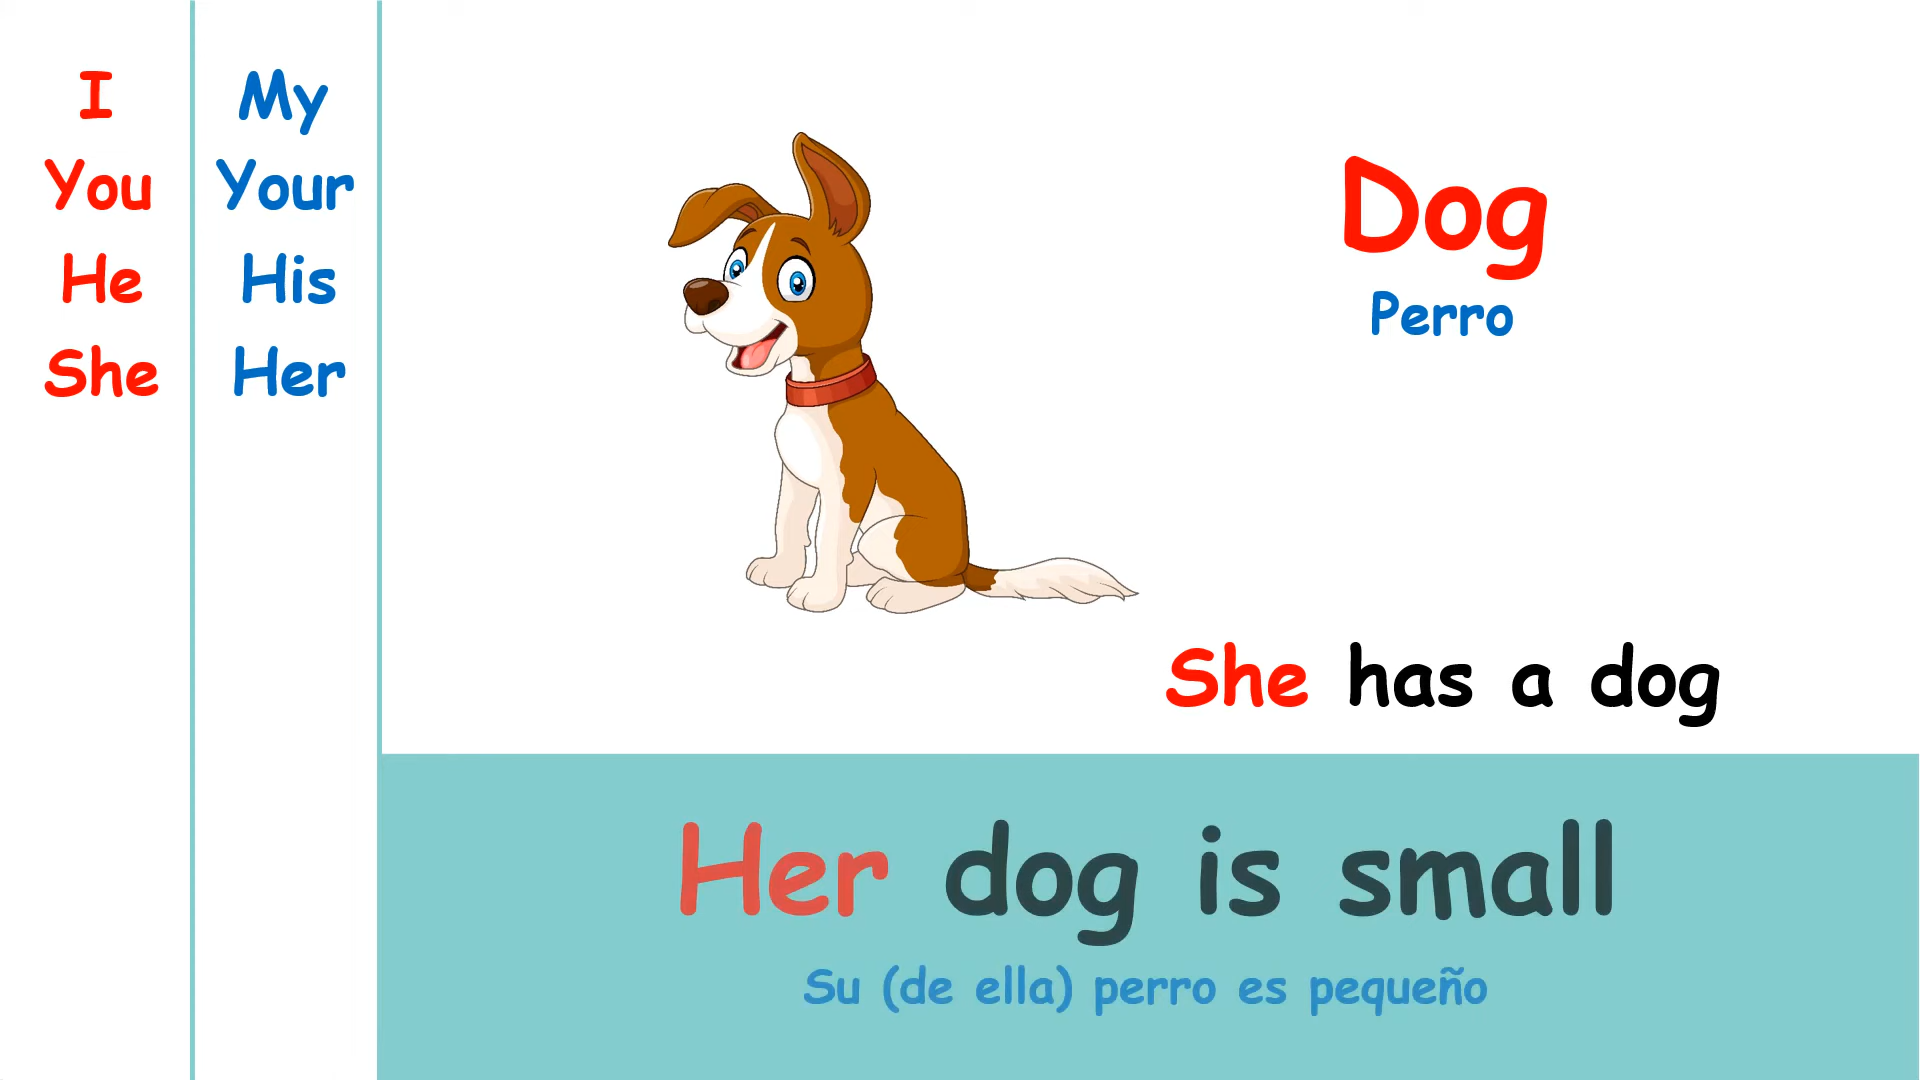 I
You
He
She
My
Your
His
Her
Dog
Perro
She has a dog
Her dog is small
Su (de ella) perro es pequeño